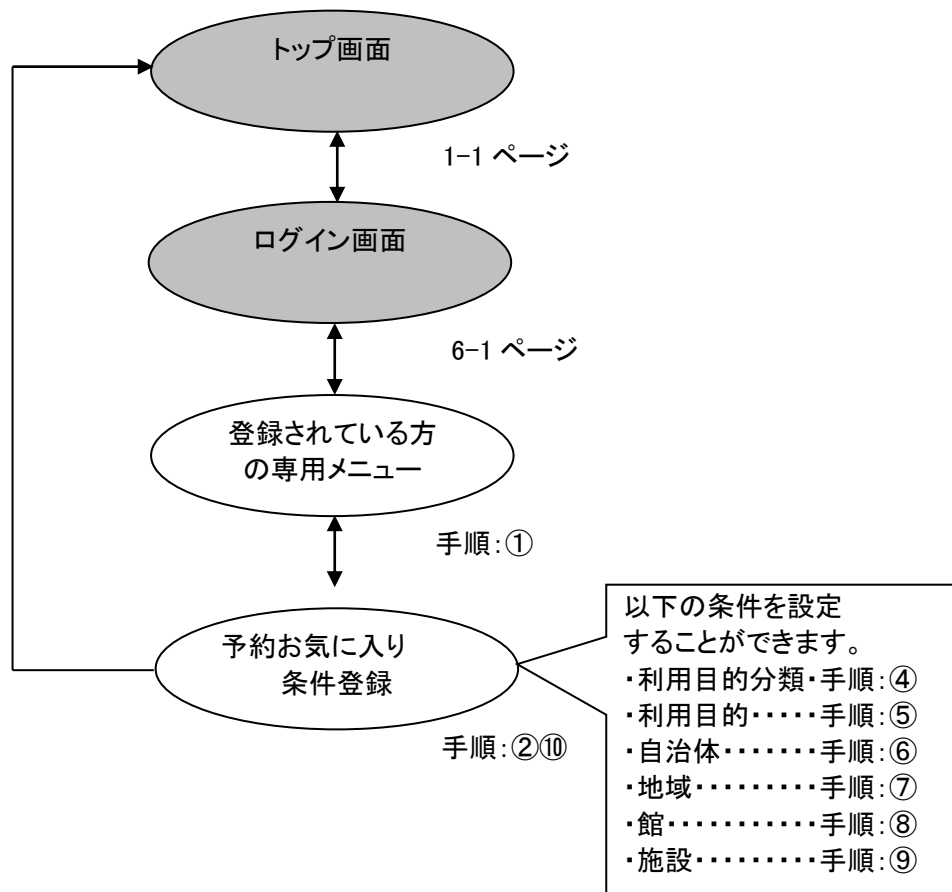 トップ画面
1-1 ページ
ログイン画面
6-1 ページ
登録されている方
の専用メニュー
手順:①
予約お気に入り
条件登録
手順:②⑩
以下の条件を設定
することができます。
・利用目的分類・手順:④
・利用目的・・・・・手順:⑤
・自治体・・・・・・・手順:⑥
・地域・・・・・・・・・手順:⑦
・館・・・・・・・・・・・手順:⑧
・施設・・・・・・・・・手順:⑨